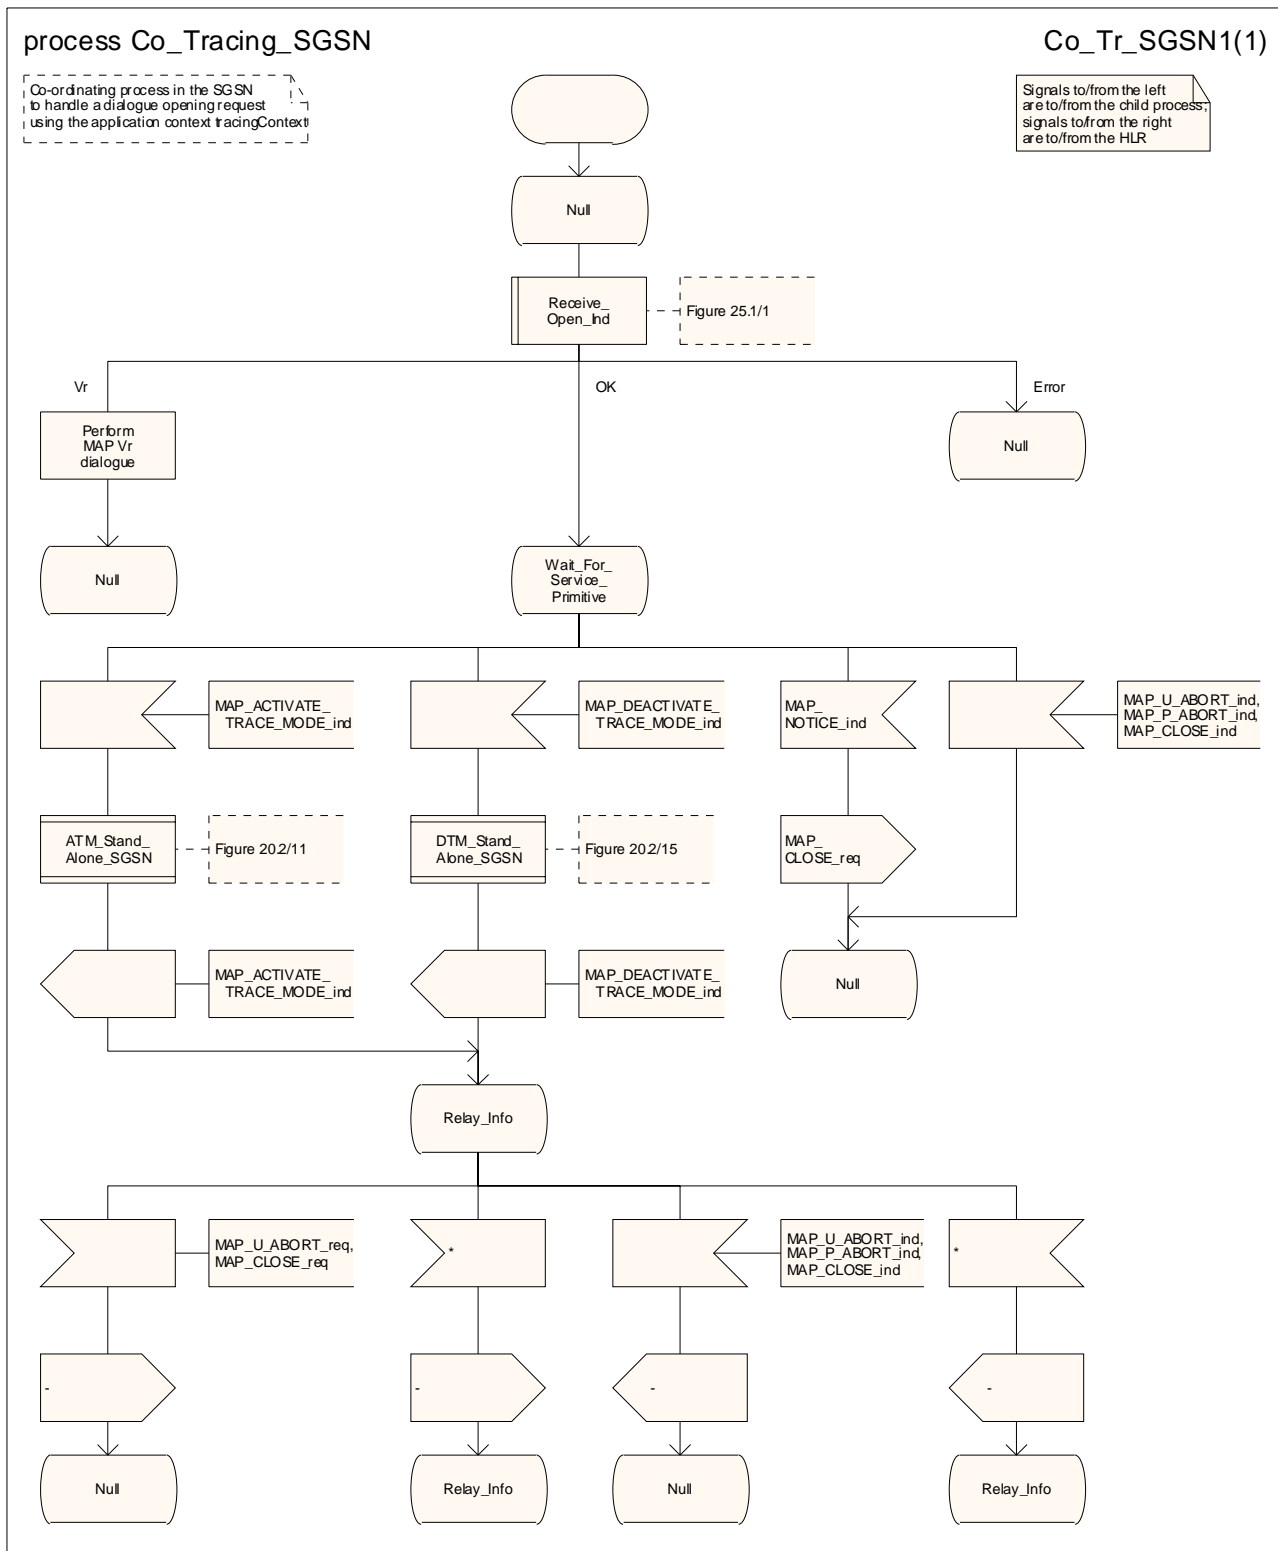 process Co_Tracing_SGSN
Co_Tr_SGSN1(1)
Co-ordinating process in the SGSN
to handle a dialogue opening request
using the application context tracingContext
Signals to/from the left
are to/from the child process;
signals to/from the right
are to/from the HLR
Null
Receive_
Open_Ind
Figure 25.1/1
Vr
OK
Error
Perform
MAP Vr
dialogue
Null
Null
Wait_For_
Service_
Primitive
MAP_ACTIVATE_
TRACE_MODE_ind
MAP_DEACTIVATE_
TRACE_MODE_ind
MAP_
NOTICE_ind
MAP_U_ABORT_ind,
MAP_P_ABORT_ind,
MAP_CLOSE_ind
ATM_Stand_
Alone_SGSN
Figure 20.2/11
DTM_Stand_
Alone_SGSN
Figure 20.2/15
MAP_
CLOSE_req
MAP_ACTIVATE_
TRACE_MODE_ind
MAP_DEACTIVATE_
TRACE_MODE_ind
Null
Relay_Info
MAP_U_ABORT_req,
MAP_CLOSE_req
*
MAP_U_ABORT_ind,
MAP_P_ABORT_ind,
MAP_CLOSE_ind
*
-
-
-
-
Null
Relay_Info
Null
Relay_Info